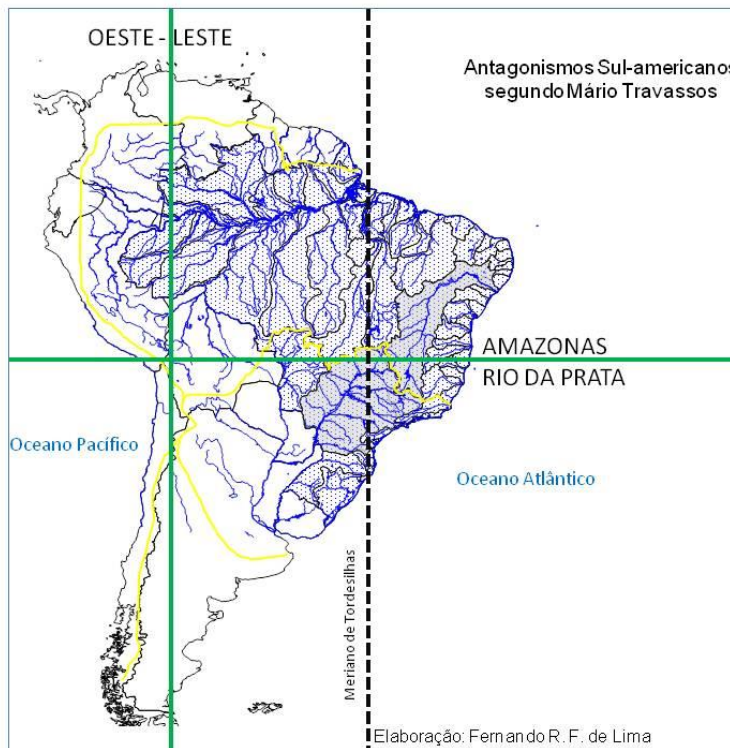 OESTE - LESTE
Antagonismos Sul-americanos
segundo Mário Travassos
AMAZONAS
RIO DA PRATA
Oceano Pacífico
Oceano Atlântico
Meriano de Tordesilhas
Elaboração: Fernando R. F. de Lima